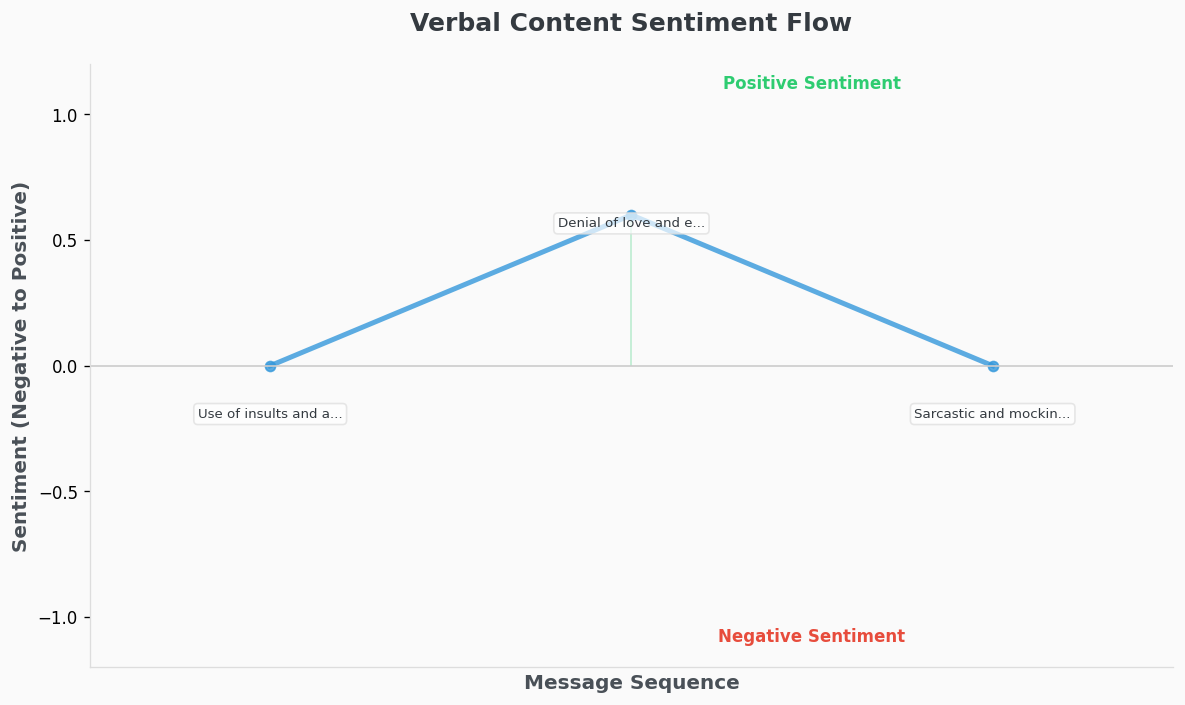 Verbal Content Sentiment Flow
Positive Sentiment
1.0
Denial of love and e...
0.5
0.0
Use of insults and a...
Sarcastic and mockin...
−0.5
−1.0
Negative Sentiment
Sentiment (Negative to Positive)
Message Sequence